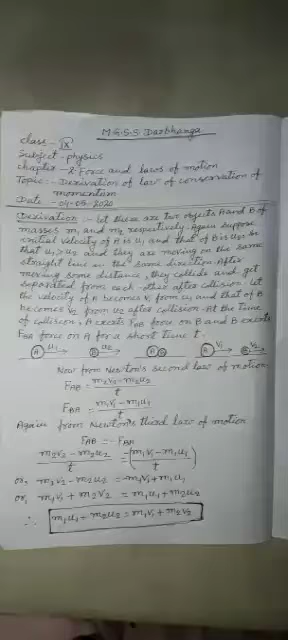 M.G.S.S Darbhanga
Class :- IX
Subject - physics
Chapter - 2. Force and laws of motion
Topic :- Derivation of law of conservation of
momentum
Date :- 04-05-2020
Derivation :- Let there are two objects A and B of
masses m₁ and m₂ respectively. Again suppose
initial velocity of A is u₁ and that of B is u₂. So
that u₁>u₂ and they are moving on the same
straight line in the same direction. After
moving some distance, they collide and get
separated from each other after collision. Let
the velocity of A becomes v₁ from u₁ and that of B
becomes v₂ from u₂ after collision. At the time
of collision, A exerts FAB force on B and B exerts
FBA force on A for a short time t.
A u₁ B u₂ A B A v₁ B v₂
Now from Newton's second law of motion
FAB = m₂v₂-m₂u₂/t
FBA = m₁v₁-m₁u₁/t
Again from Newton's third law of motion
FAB = -FBA
m₂v₂-m₂u₂/t = -(m₁v₁-m₁u₁/t)
or, m₂v₂-m₂u₂ = -m₁v₁+m₁u₁
or, m₁v₁+m₂v₂ = m₁u₁+m₂u₂
∴ m₁u₁+m₂u₂ = m₁v₁+m₂v₂